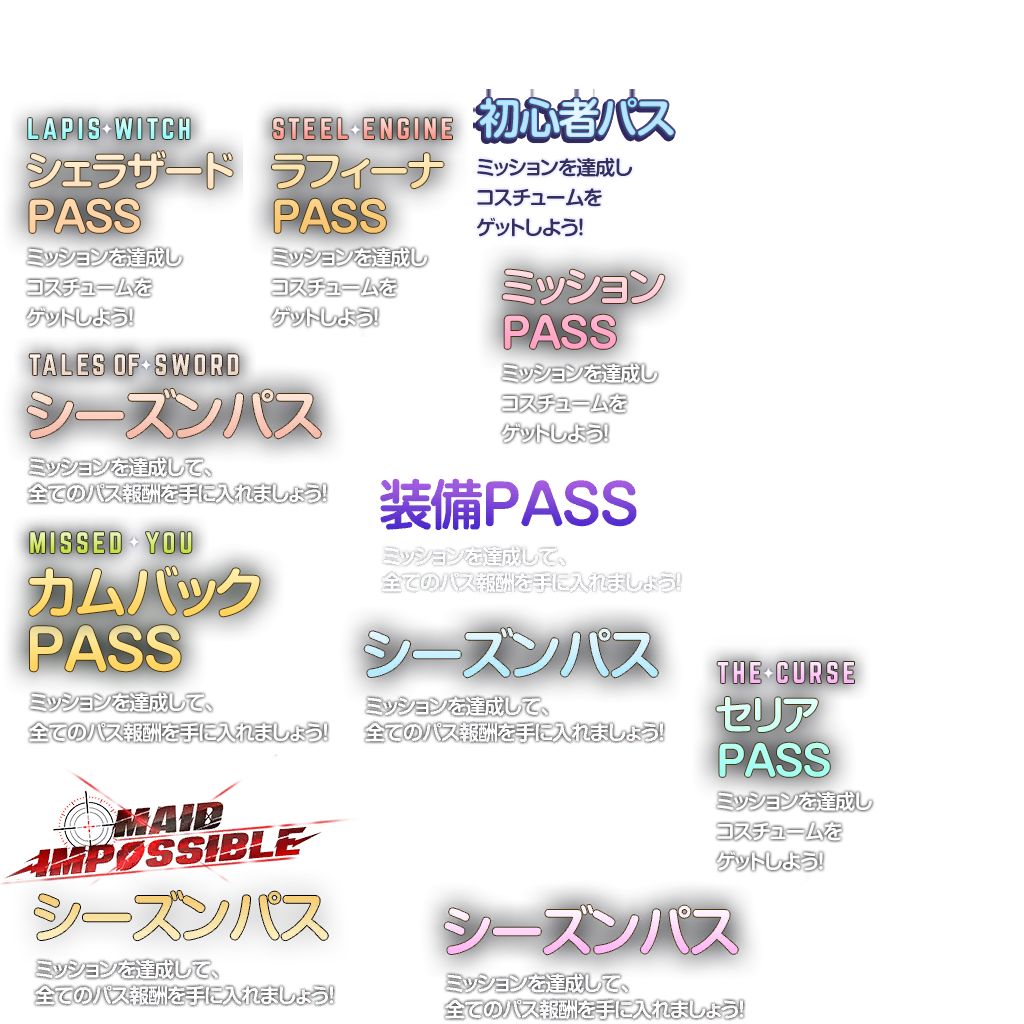 LAPIS WITCH
シェラザード
PASS
ミッションを達成し
コスチュームを
ゲットしよう!
STEEL ENGINE
ラフィーナ
PASS
ミッションを達成し
コスチュームを
ゲットしよう!
初心者パス
ミッションを達成し
コスチュームを
ゲットしよう!
ミッション
PASS
ミッションを達成し
コスチュームを
ゲットしよう!
TALES OF SWORD
シーズンパス
ミッションを達成して、
全てのパス報酬を手に入れましょう!
装備PASS
ミッションを達成して、
全てのパス報酬を手に入れましょう!
MISSED YOU
カムバック
PASS
ミッションを達成して、
全てのパス報酬を手に入れましょう!
シーズンパス
ミッションを達成して、
全てのパス報酬を手に入れましょう!
THE CURSE
セリア
PASS
ミッションを達成し
コスチュームを
ゲットしよう!
MAID
IMPOSSIBLE
シーズンパス
ミッションを達成して、
全てのパス報酬を手に入れましょう!
シーズンパス
ミッションを達成して、
全てのパス報酬を手に入れましょう!